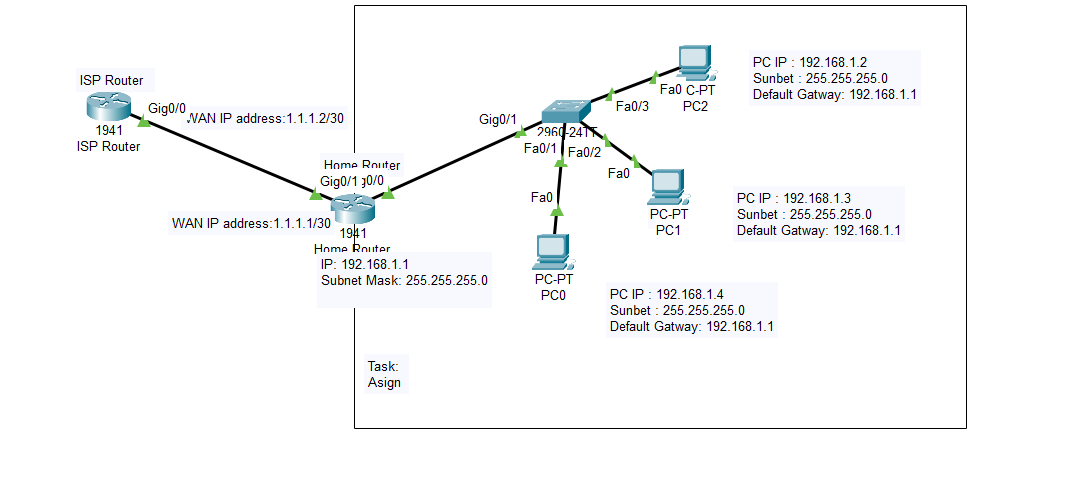 ISP Router
Gig0/0
WAN IP address:1.1.1.2/30
1941
ISP Router
Home Router
Gig0/1
g0/0
WAN IP address:1.1.1.1/30
1941
Home Router
IP: 192.168.1.1
Subnet Mask: 255.255.255.0
Gig0/1
2960-24TT
Fa0/1
Fa0/2
Fa0/3
Fa0
C-PT
PC2
PC IP : 192.168.1.2
Sunbet : 255.255.255.0
Default Gatway: 192.168.1.1
Fa0
PC-PT
PC1
PC IP : 192.168.1.3
Sunbet : 255.255.255.0
Default Gatway: 192.168.1.1
Fa0
PC-PT
PC0
PC IP : 192.168.1.4
Sunbet : 255.255.255.0
Default Gatway: 192.168.1.1
Task:
Asign